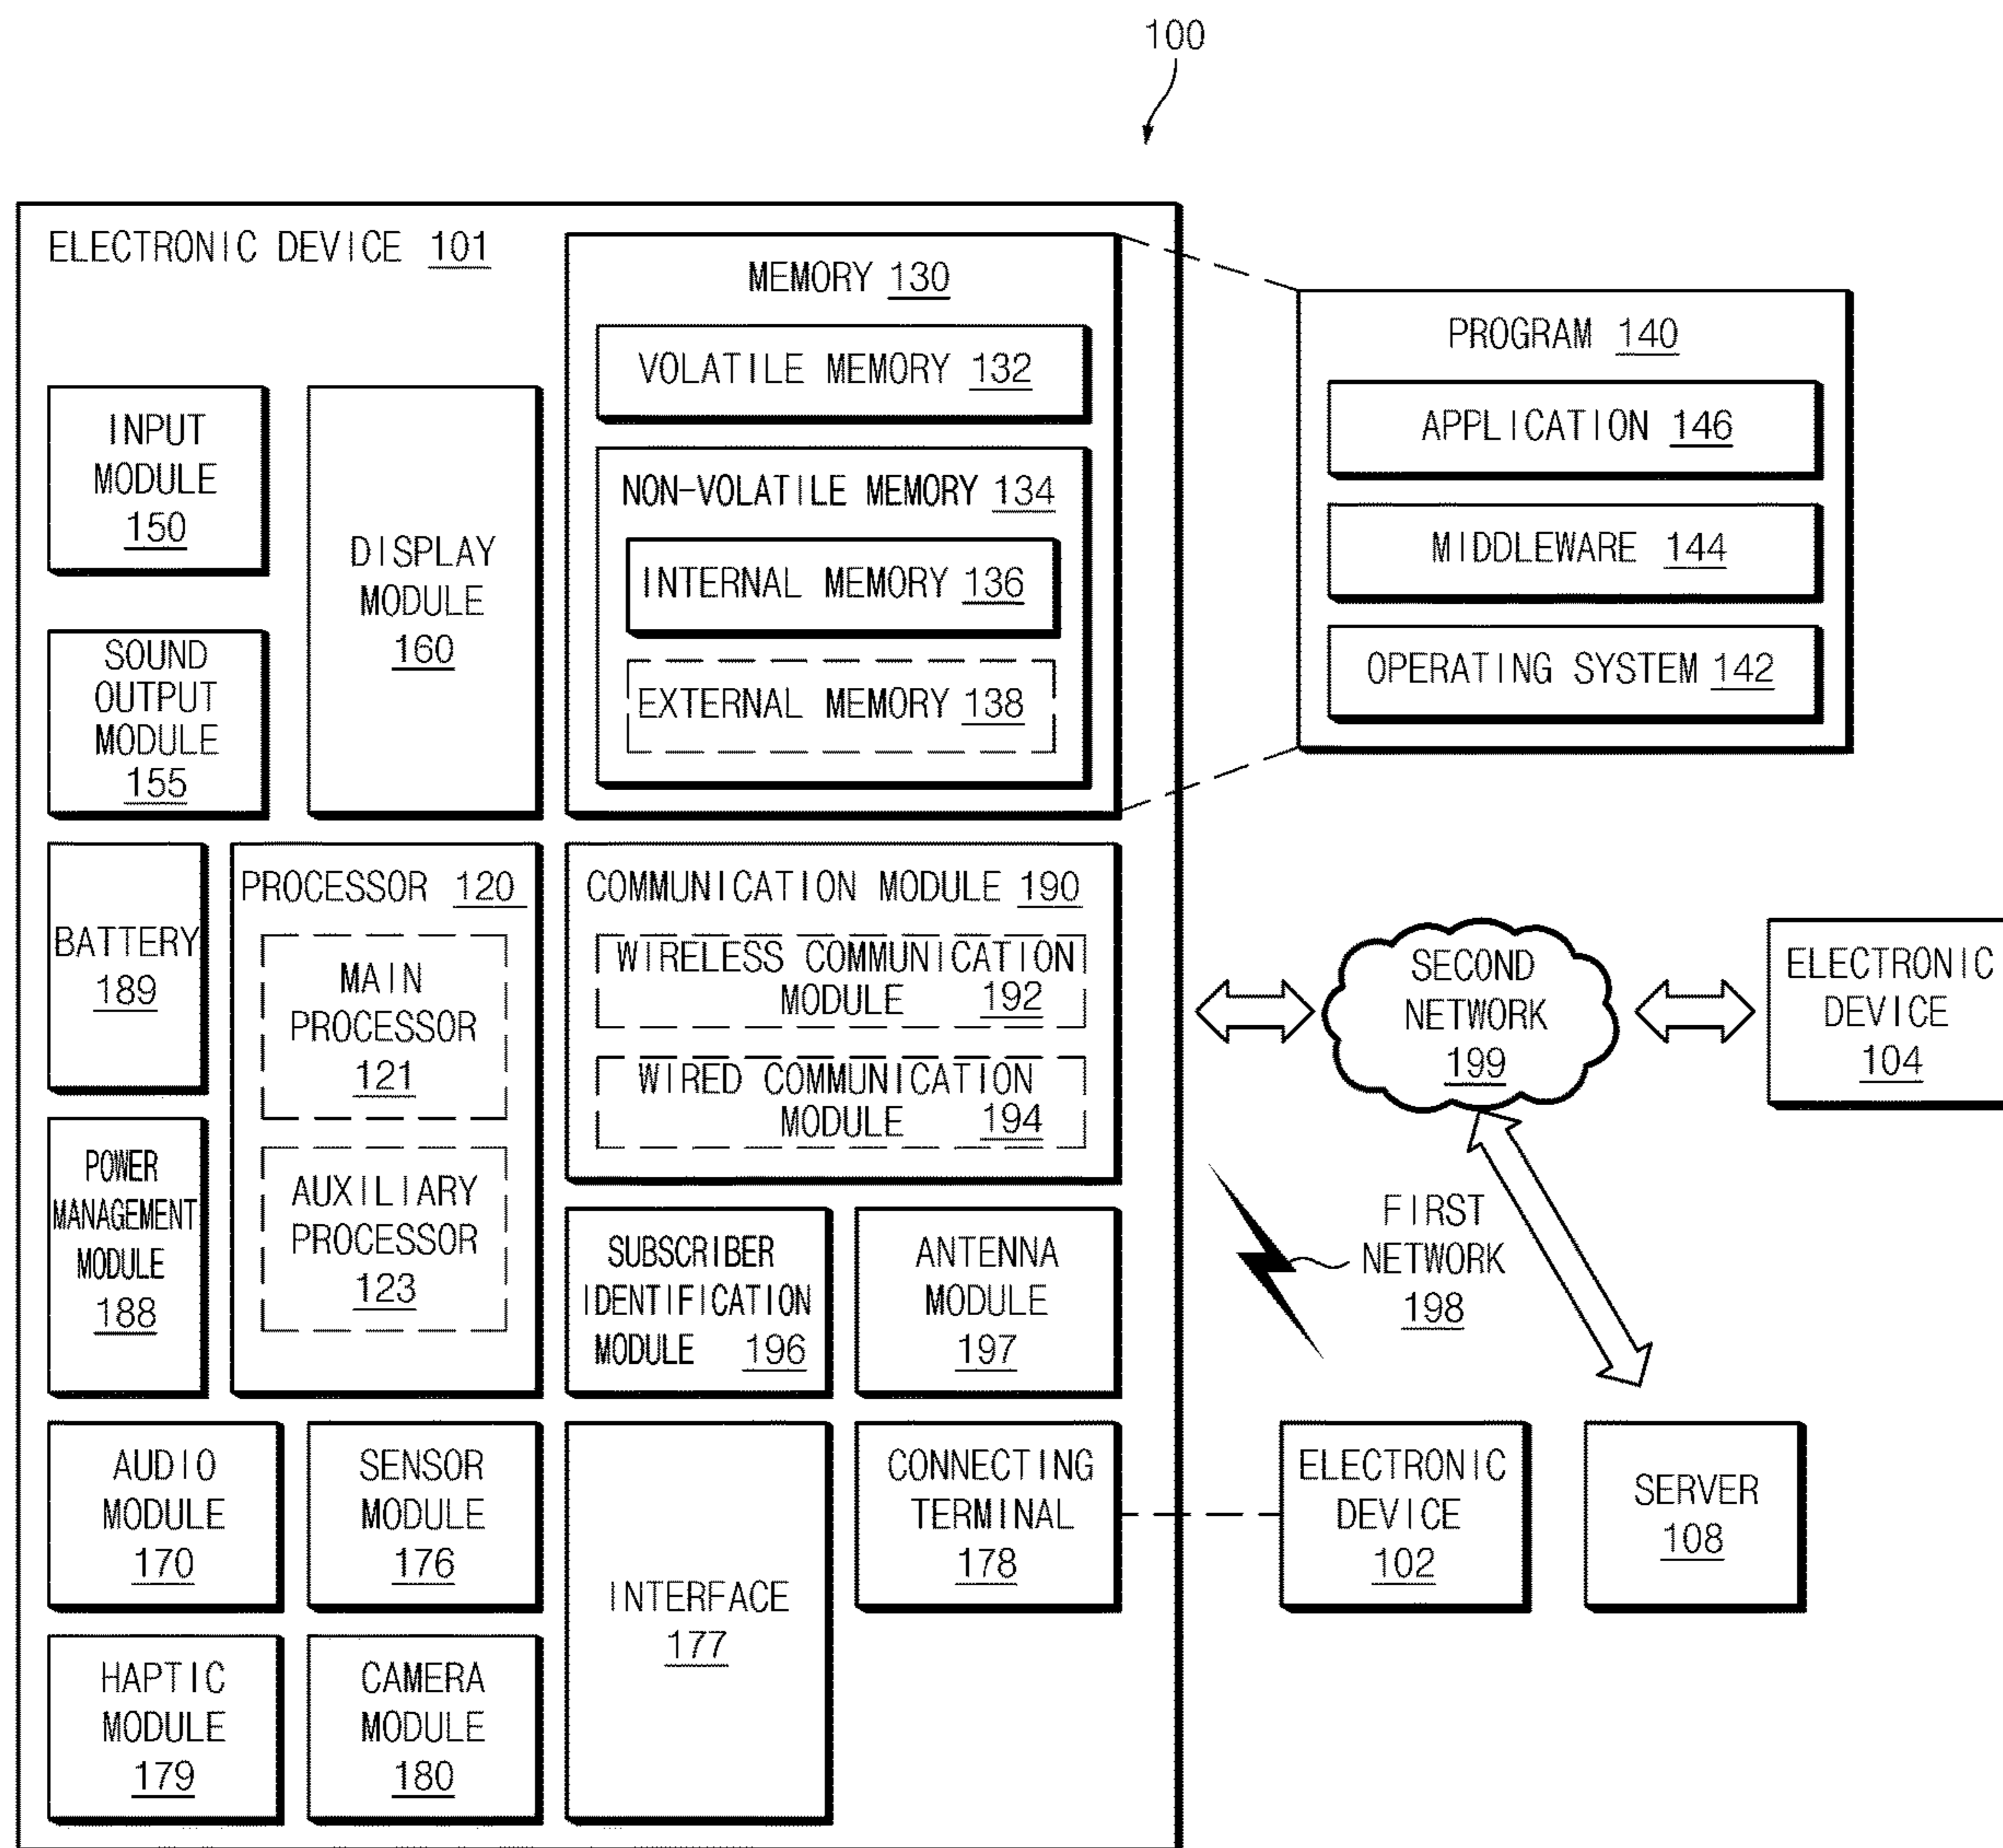 100
ELECTRONIC DEVICE 101
MEMORY 130
VOLATILE MEMORY 132
NON-VOLATILE MEMORY 134
INTERNAL MEMORY 136
EXTERNAL MEMORY 138
PROGRAM 140
APPLICATION 146
MIDDLEWARE 144
OPERATING SYSTEM 142
INPUT
MODULE
150
SOUND
OUTPUT
MODULE
155
DISPLAY
MODULE
160
BATTERY
189
POWER
MANAGEMENT
MODULE
188
PROCESSOR 120
MAIN
PROCESSOR
121
AUXILIARY
PROCESSOR
123
COMMUNICATION MODULE 190
WIRELESS COMMUNICATION
MODULE 192
WIRED COMMUNICATION
MODULE 194
SUBSCRIBER
IDENTIFICATION
MODULE 196
ANTENNA
MODULE
197
SECOND
NETWORK
199
ELECTRONIC
DEVICE
104
FIRST
NETWORK
198
AUDIO
MODULE
170
SENSOR
MODULE
176
INTERFACE
177
CONNECTING
TERMINAL
178
ELECTRONIC
DEVICE
102
SERVER
108
HAPTIC
MODULE
179
CAMERA
MODULE
180